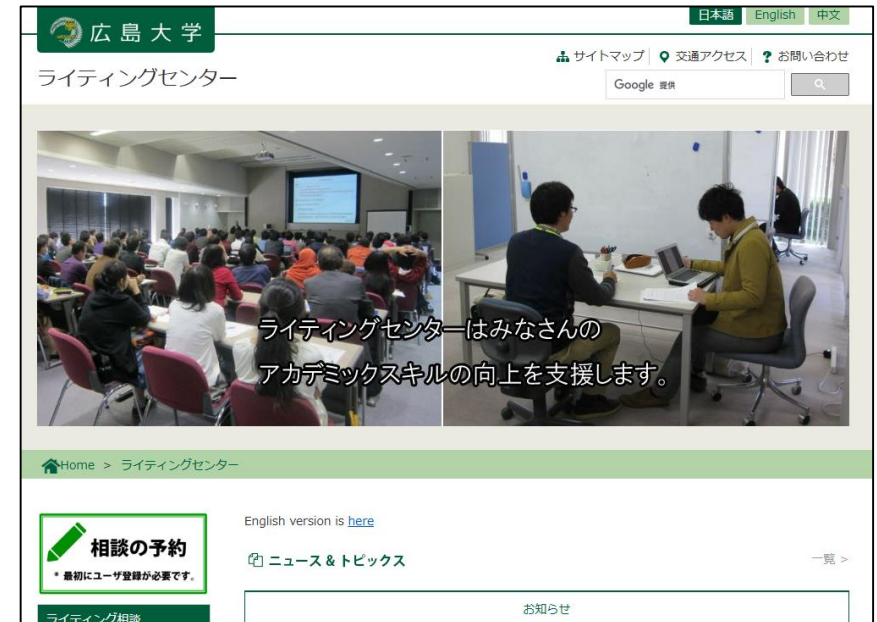 日本語 English 中文
広島大学
サイトマップ 交通アクセス お問い合わせ
ライティングセンター
Google 提供
ライティングセンターはみなさんの
アカデミックスキルの向上を支援します。
Home > ライティングセンター
English version is here
相談の予約
* 最初にユーザ登録が必要です。
ニュース & トピックス
一覧 >
お知らせ
ライティング相談